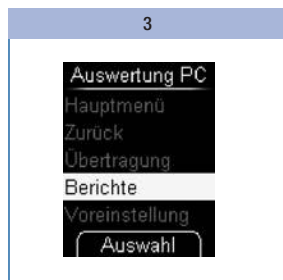 3
Auswertung PC
Hauptmenü
Zurück
Übertragung
Berichte
Voreinstellung
Auswahl